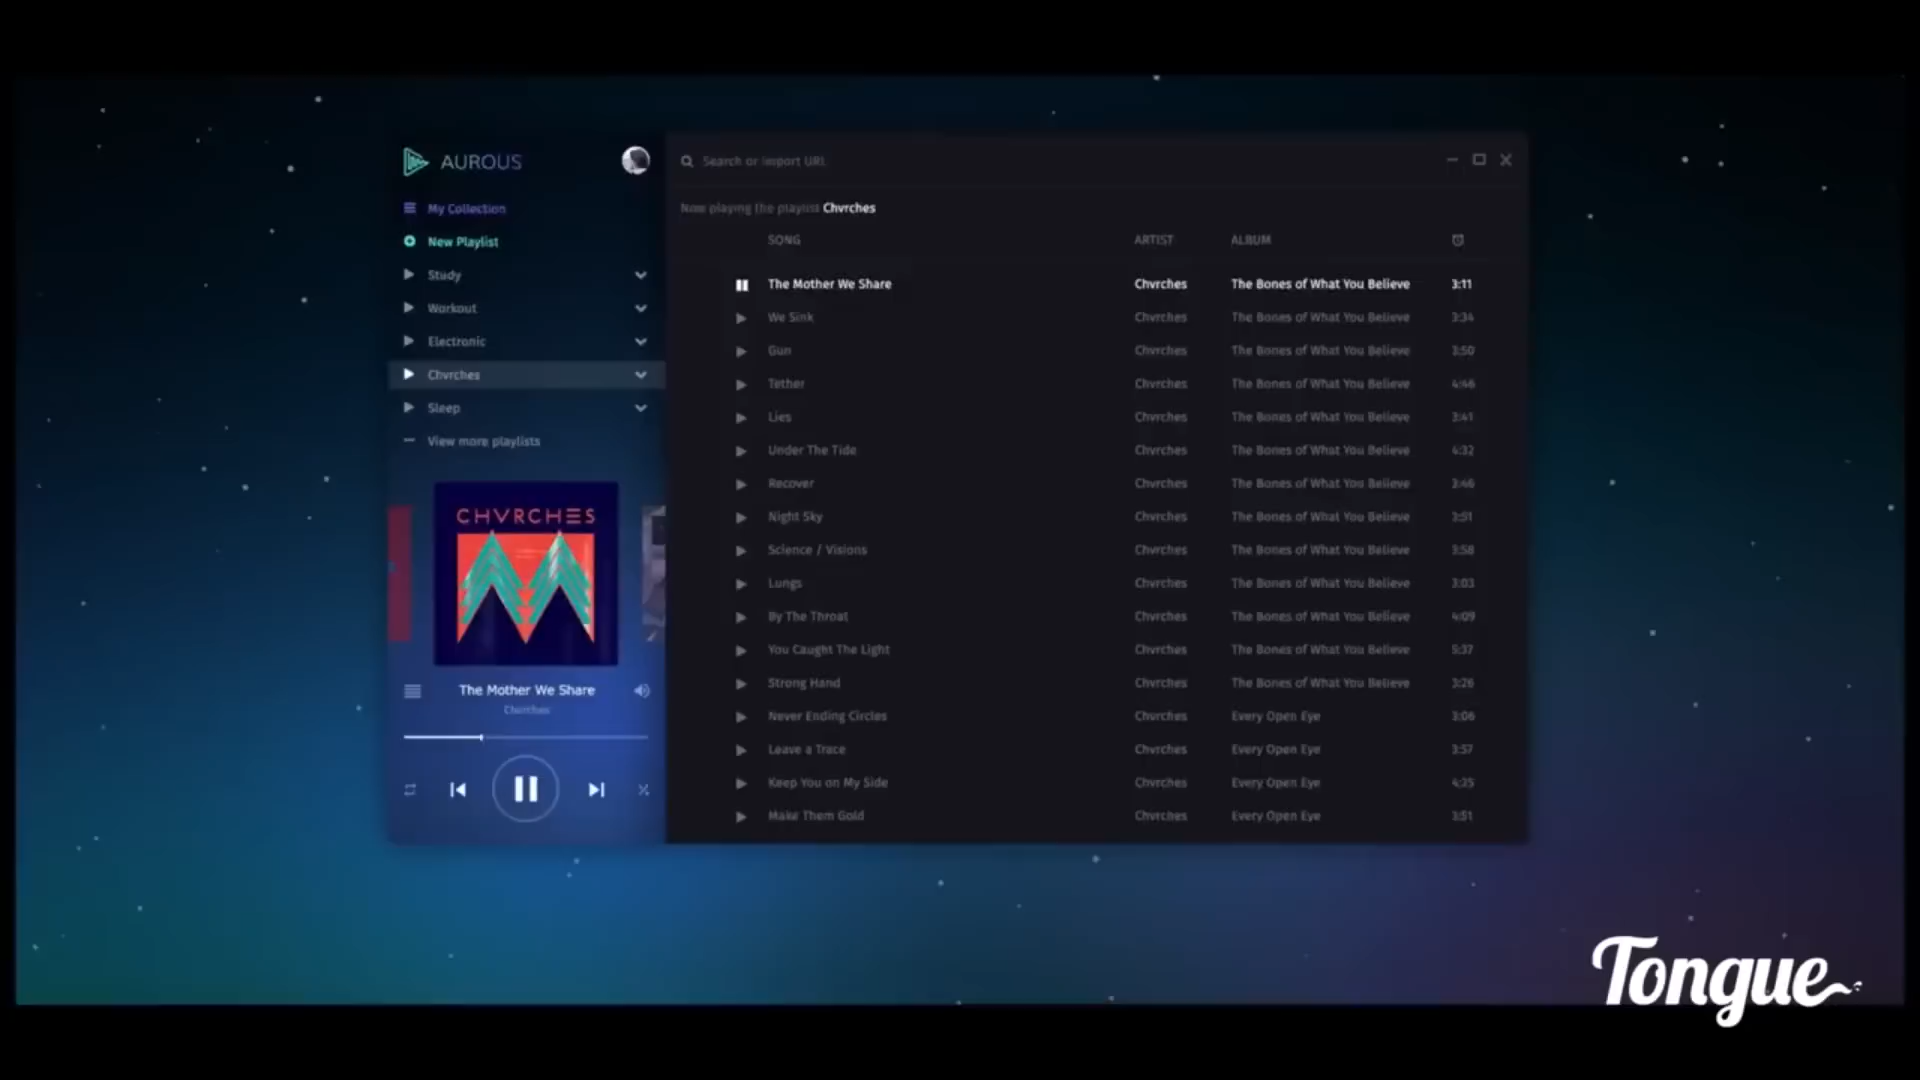 AUROUS
My Collection
New Playlist
Study
Workout
Electronic
Chvrches
Sleep
View more playlists
CHVRCHES
The Mother We Share
Chvrches
Search or import URL
Now playing the playlist Chvrches
SONG ARTIST ALBUM
The Mother We Share Chvrches The Bones of What You Believe 3:11
We Sink Chvrches The Bones of What You Believe 3:34
Gun Chvrches The Bones of What You Believe 3:50
Tether Chvrches The Bones of What You Believe 4:46
Lies Chvrches The Bones of What You Believe 3:41
Under The Tide Chvrches The Bones of What You Believe 4:32
Recover Chvrches The Bones of What You Believe 3:46
Night Sky Chvrches The Bones of What You Believe 3:51
Science / Visions Chvrches The Bones of What You Believe 3:58
Lungs Chvrches The Bones of What You Believe 3:03
By The Throat Chvrches The Bones of What You Believe 4:09
You Caught The Light Chvrches The Bones of What You Believe 5:37
Strong Hand Chvrches The Bones of What You Believe 3:26
Never Ending Circles Chvrches Every Open Eye 3:06
Leave a Trace Chvrches Every Open Eye 3:57
Keep You on My Side Chvrches Every Open Eye 4:35
Make Them Gold Chvrches Every Open Eye 3:51
Tongue